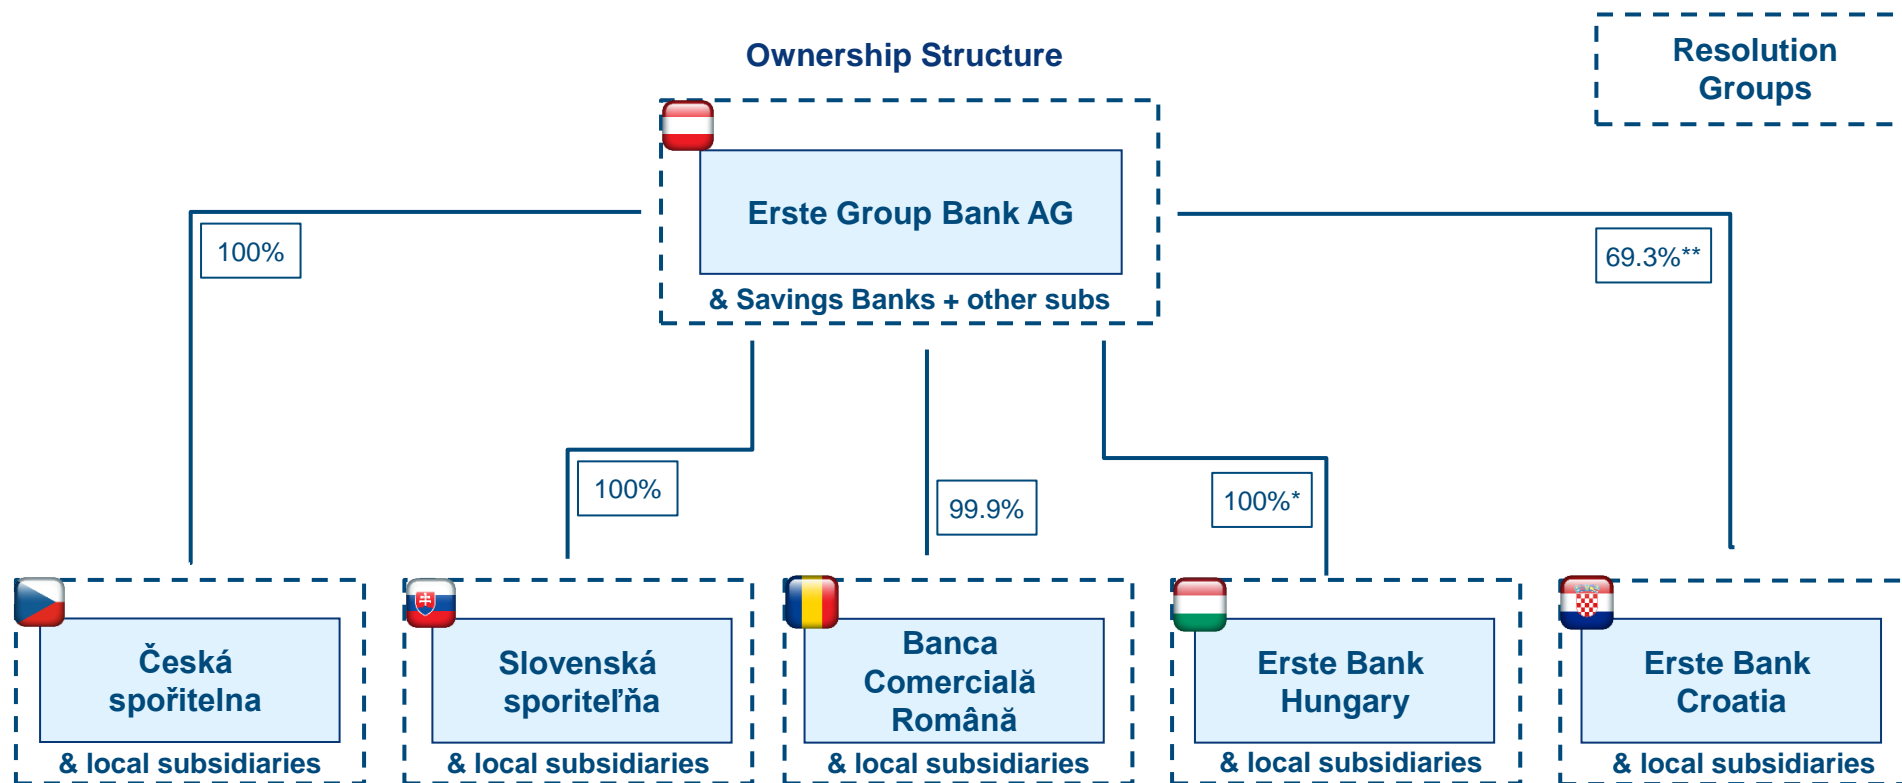 Ownership Structure
Resolution
Groups
Erste Group Bank AG
& Savings Banks + other subs
100%
69.3%**
100%
99.9%
100%*
Česká
spořitelna
& local subsidiaries
Slovenská
sporiteľňa
& local subsidiaries
Banca
Comercială
Română
& local subsidiaries
Erste Bank
Hungary
& local subsidiaries
Erste Bank
Croatia
& local subsidiaries